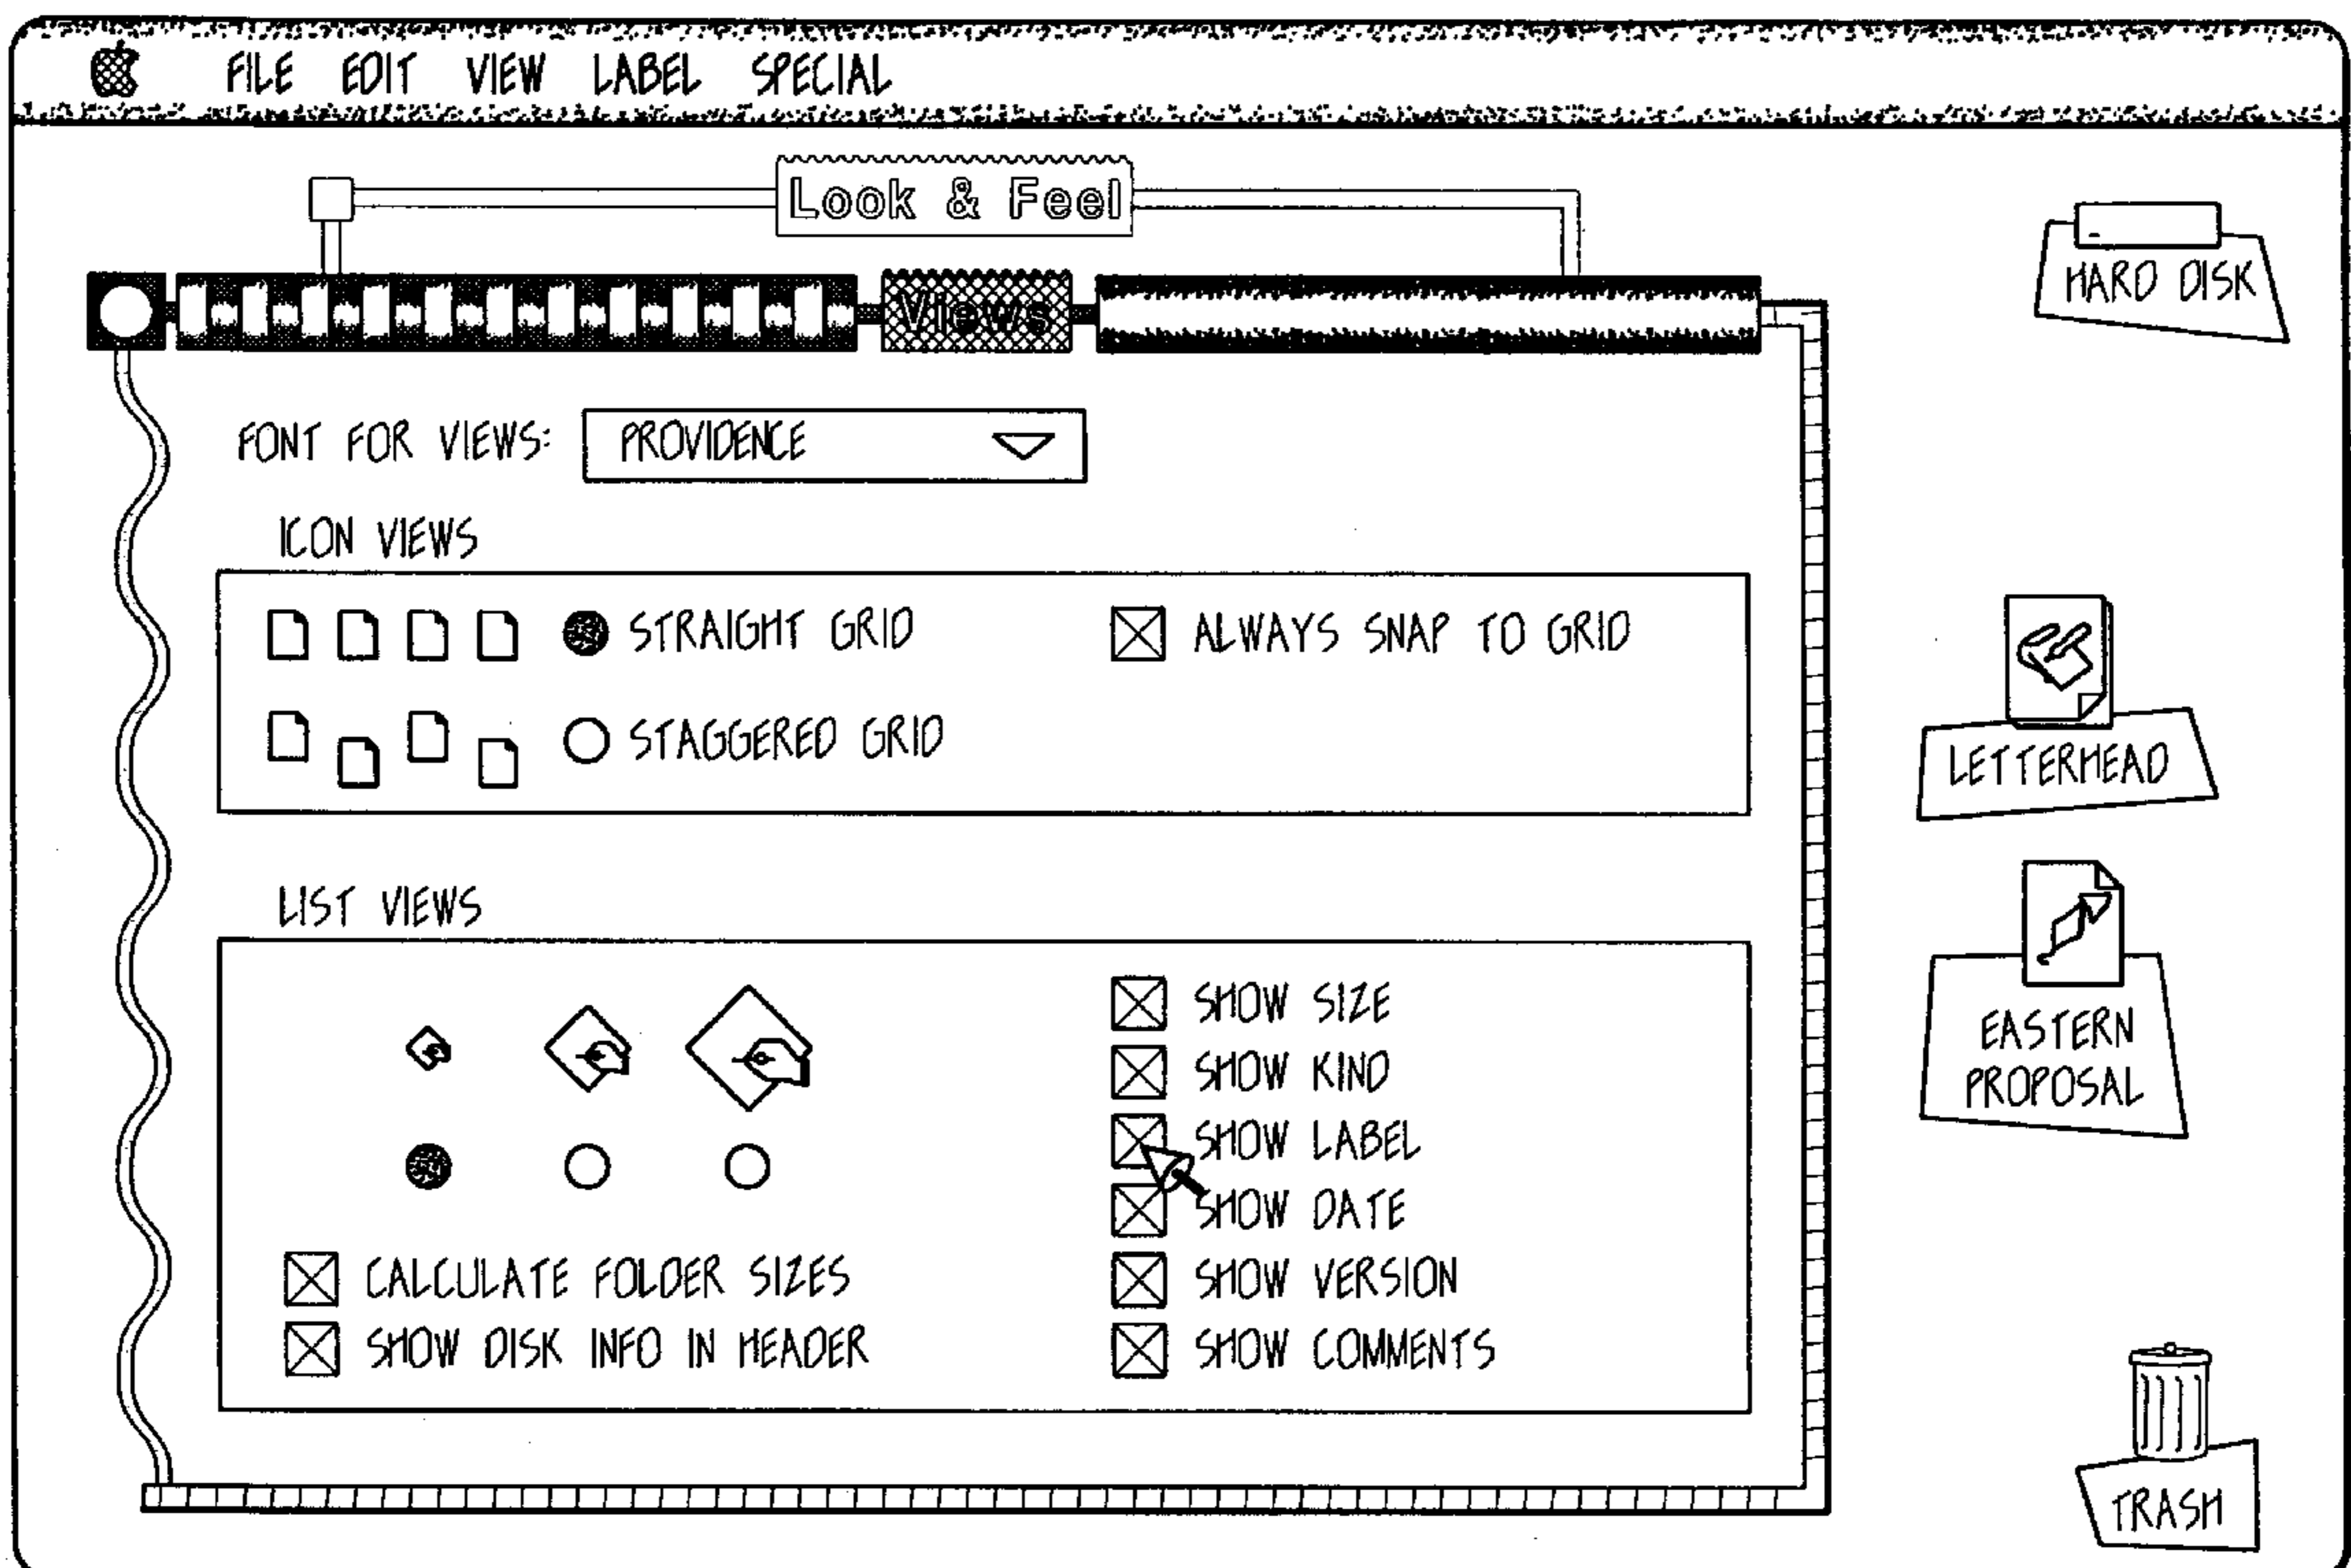 FILE EDIT VIEW LABEL SPECIAL
Look & Feel
Views
HARD DISK
FONT FOR VIEWS: PROVIDENCE
ICON VIEWS
STRAIGHT GRID
ALWAYS SNAP TO GRID
STAGGERED GRID
LIST VIEWS
SHOW SIZE
SHOW KIND
SHOW LABEL
SHOW DATE
CALCULATE FOLDER SIZES
SHOW VERSION
SHOW DISK INFO IN HEADER
SHOW COMMENTS
LETTERHEAD
EASTERN
PROPOSAL
TRASH